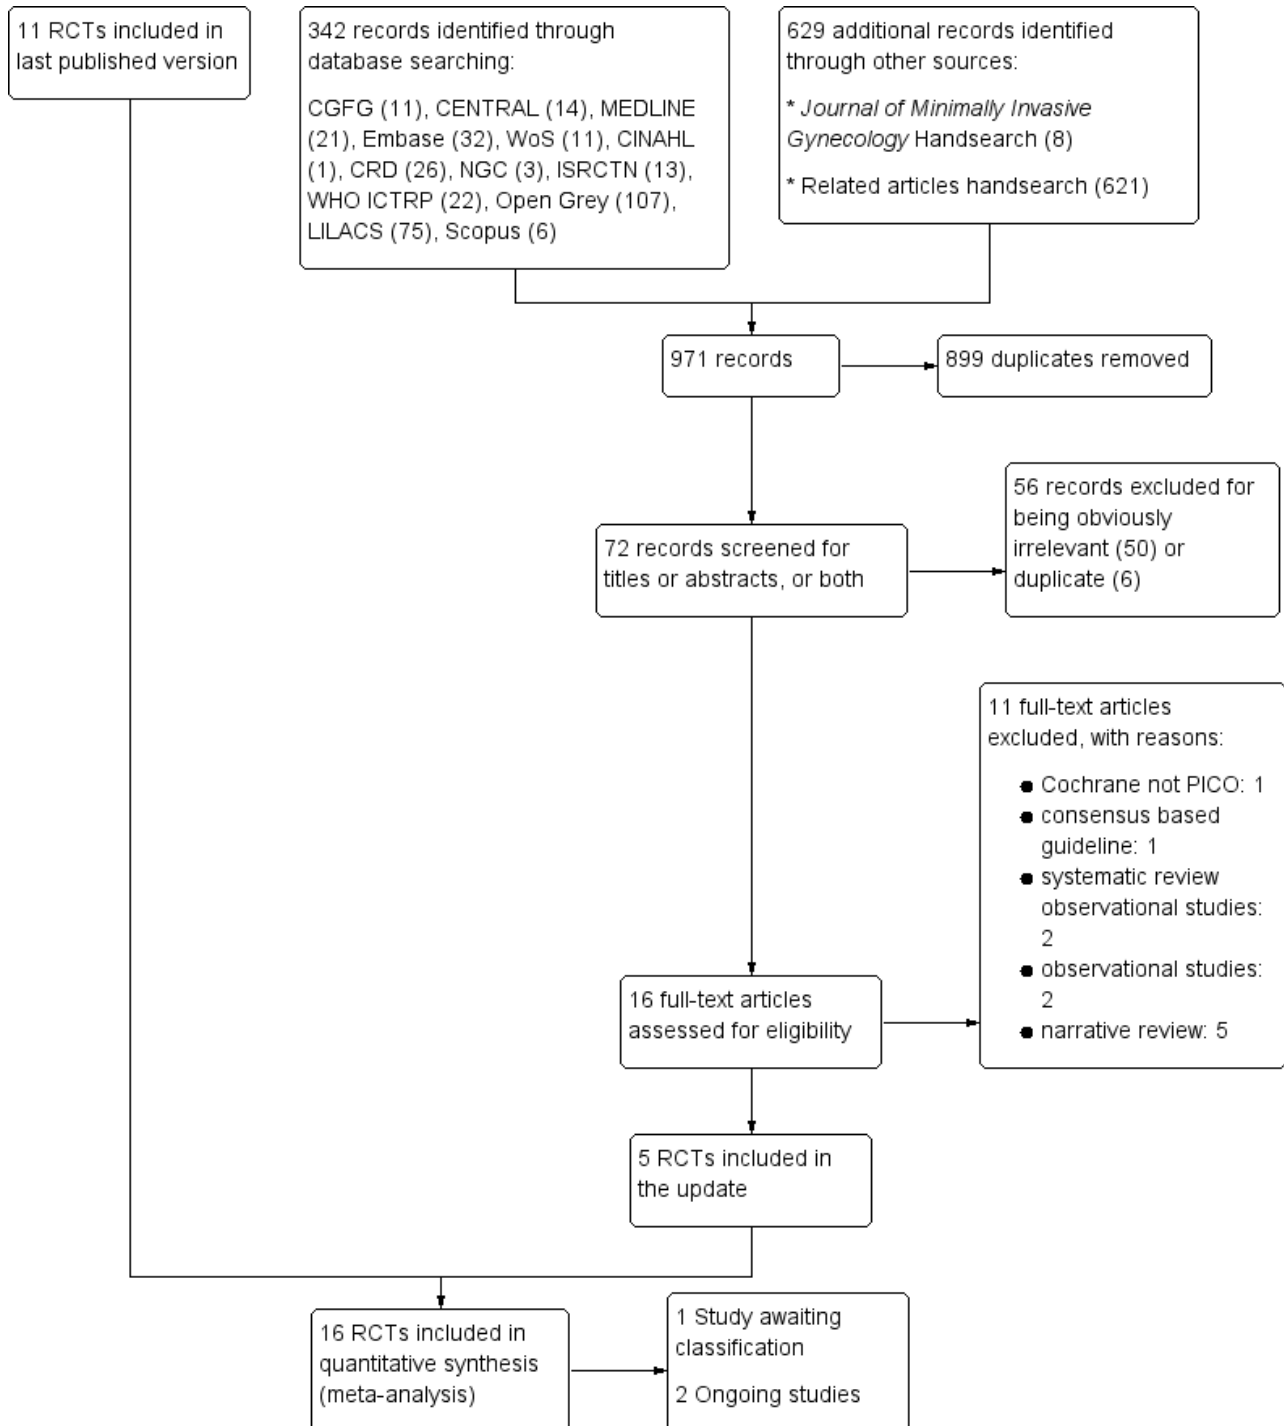 11 RCTs included in
last published version
342 records identified through
database searching:
CGFG (11), CENTRAL (14), MEDLINE
(21), Embase (32), WoS (11), CINAHL
(1), CRD (26), NGC (3), ISRCTN (13),
WHO ICTRP (22), Open Grey (107),
LILACS (75), Scopus (6)
629 additional records identified
through other sources:
* Journal of Minimally Invasive
Gynecology Handsearch (8)
* Related articles handsearch (621)
971 records
899 duplicates removed
72 records screened for
titles or abstracts, or both
56 records excluded for
being obviously
irrelevant (50) or
duplicate (6)
16 full-text articles
assessed for eligibility
11 full-text articles
excluded, with reasons:
● Cochrane not PICO: 1
● consensus based
guideline: 1
● systematic review
observational studies:
2
● observational studies:
2
● narrative review: 5
5 RCTs included in
the update
16 RCTs included in
quantitative synthesis
(meta-analysis)
1 Study awaiting
classification
2 Ongoing studies